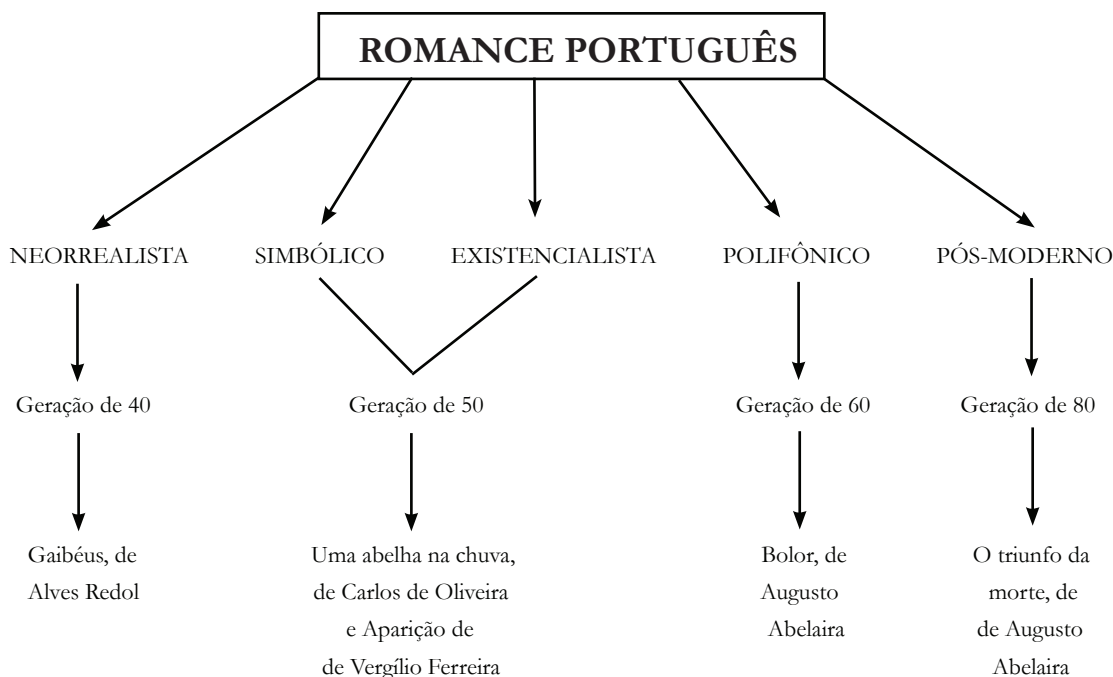 ROMANCE PORTUGUÊS
NEORREALISTA
SIMBÓLICO
EXISTENCIALISTA
POLIFÔNICO
PÓS-MODERNO
Geração de 40
Geração de 50
Geração de 60
Geração de 80
Gaibéus, de
Alves Redol
Uma abelha na chuva,
de Carlos de Oliveira
e Aparição de
de Vergílio Ferreira
Bolor, de
Augusto
Abelaira
O triunfo da
morte, de
de Augusto
Abelaira